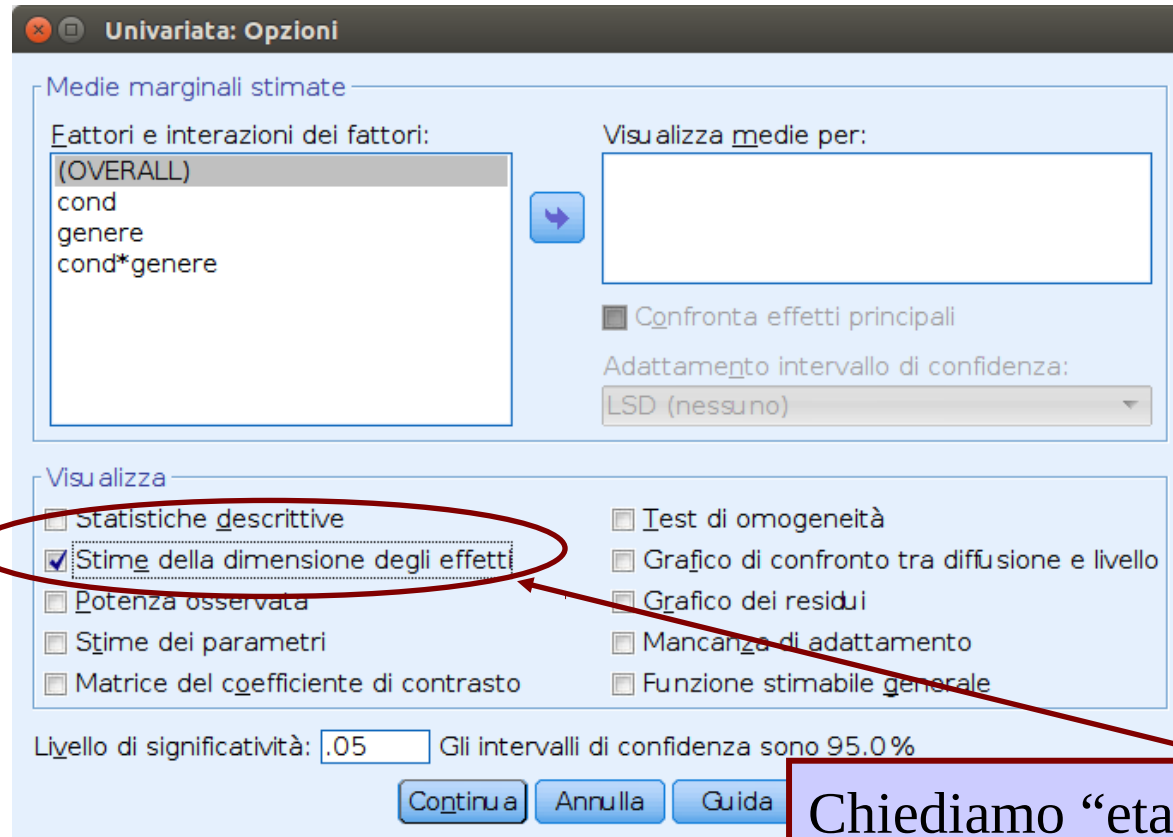 Univariata: Opzioni
Medie marginali stimate
Fattori e interazioni dei fattori:
(OVERALL)
cond
genere
cond*genere
Visualizza medie per:
Confronta effetti principali
Adattamento intervallo di confidenza:
LSD (nessuno)
Visualizza
Statistiche descrittive
Stime della dimensione degli effetti
Potenza osservata
Stime dei parametri
Matrice del coefficiente di contrasto
Test di omogeneità
Grafico di confronto tra diffusione e livello
Grafico dei residui
Mancanza di adattamento
Funzione stimabile generale
Livello di significatività: .05 Gli intervalli di confidenza sono 95.0%
Continua Annulla Guida
Chiediamo “eta